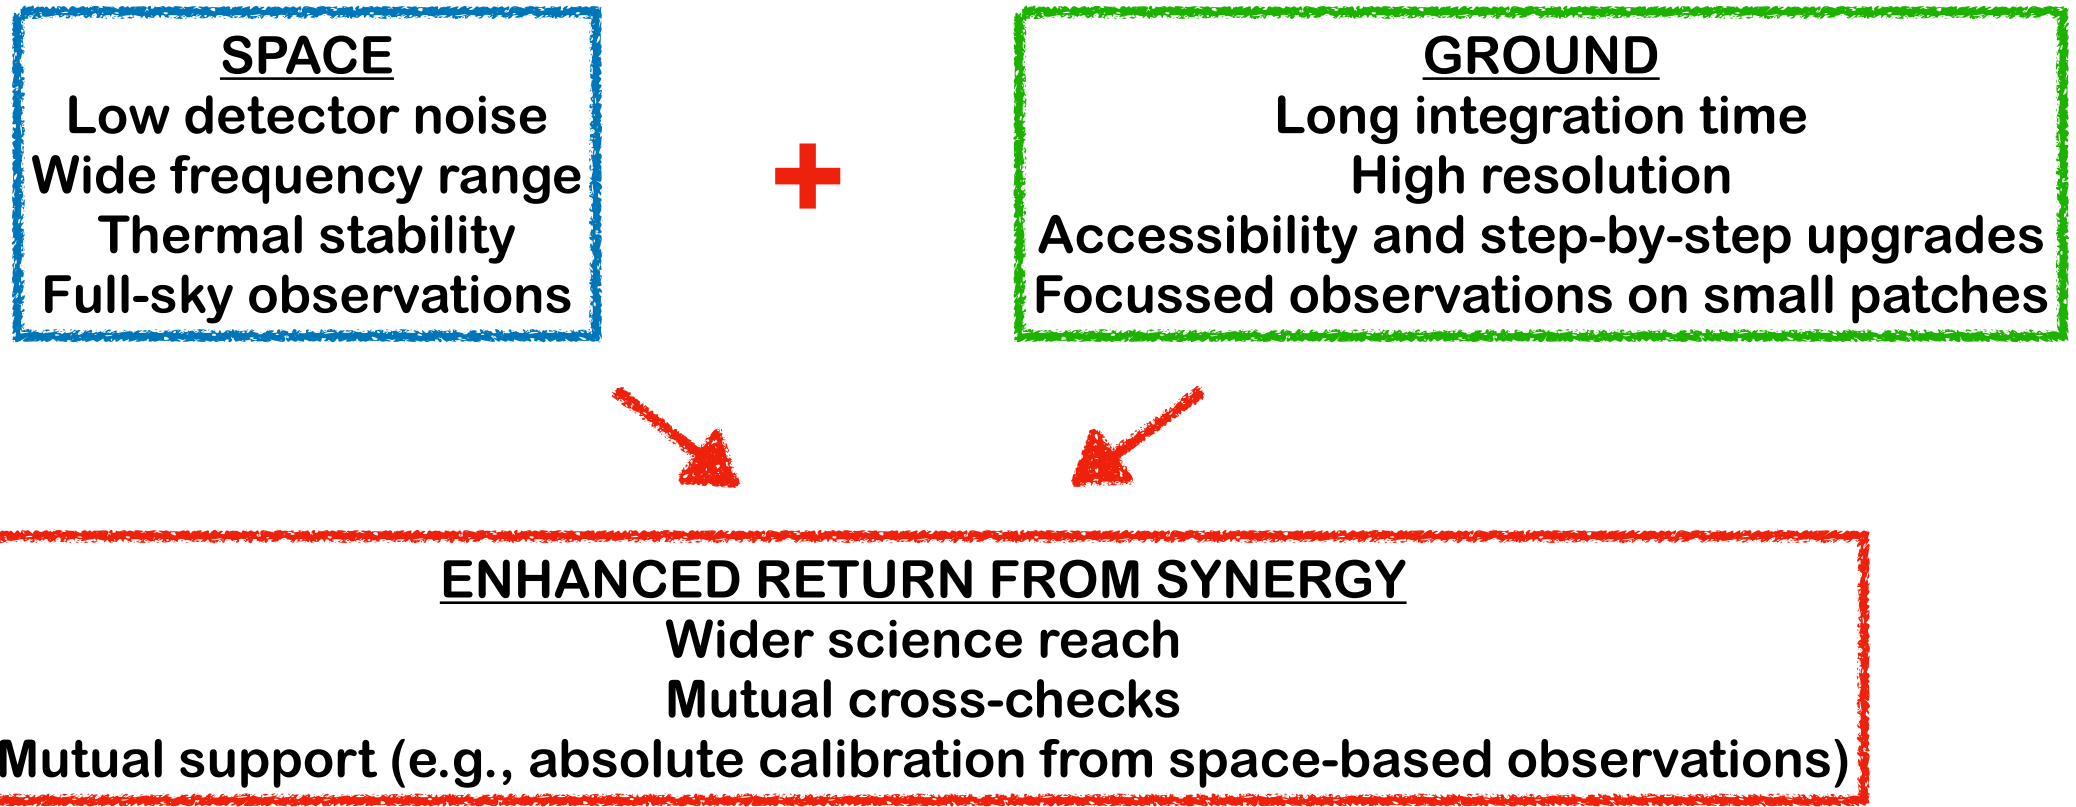 SPACE
Low detector noise
Wide frequency range
Thermal stability
Full-sky observations
+
GROUND
Long integration time
High resolution
Accessibility and step-by-step upgrades
Focussed observations on small patches
ENHANCED RETURN FROM SYNERGY
Wider science reach
Mutual cross-checks
Mutual support (e.g., absolute calibration from space-based observations)